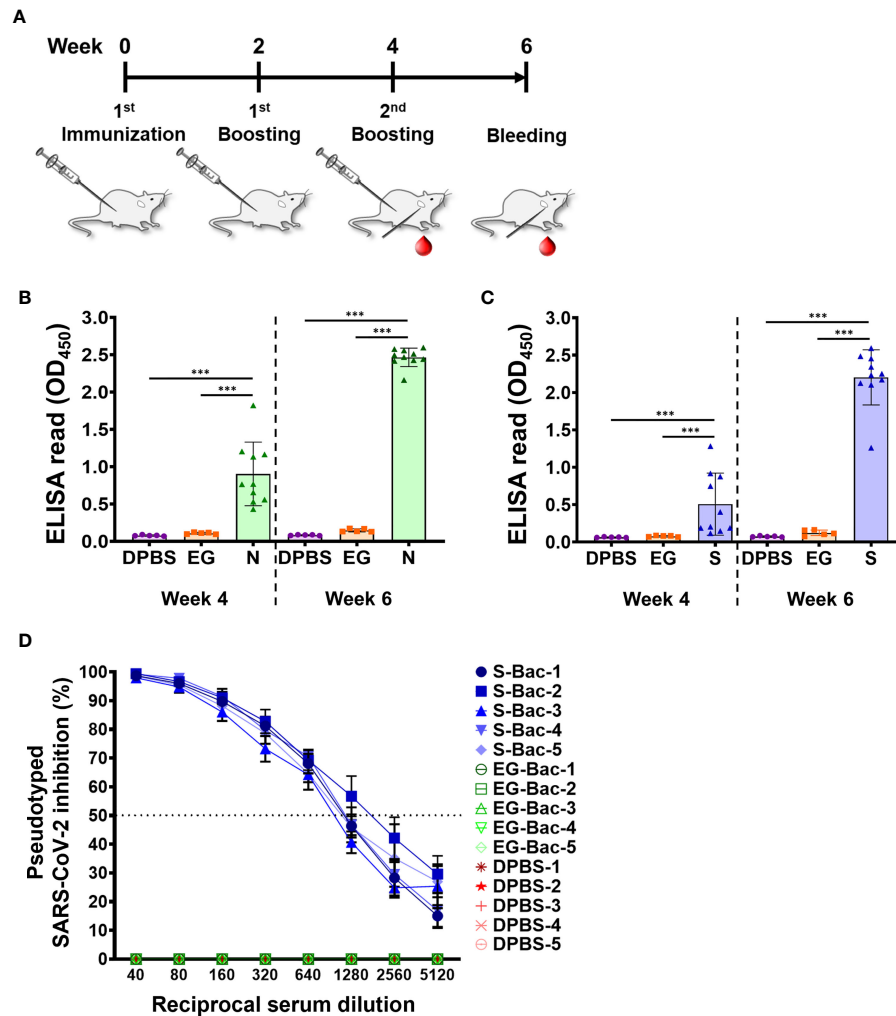 A
Week 0 2 4 6
1st 1st 2nd
Immunization Boosting Boosting Bleeding
B
ELISA read (OD450)
3.0
2.5
2.0
1.5
1.0
0.5
0.0
***
***
***
***
DPBS EG N DPBS EG N
Week 4 Week 6
C
ELISA read (OD450)
3.0
2.5
2.0
1.5
1.0
0.5
0.0
***
***
***
***
DPBS EG S DPBS EG S
Week 4 Week 6
D
Pseudotyped
SARS-CoV-2 inhibition (%)
100
90
80
70
60
50
40
30
20
10
0
40 80 160 320 640 1280 2560 5120
Reciprocal serum dilution
S-Bac-1
S-Bac-2
S-Bac-3
S-Bac-4
S-Bac-5
EG-Bac-1
EG-Bac-2
EG-Bac-3
EG-Bac-4
EG-Bac-5
DPBS-1
DPBS-2
DPBS-3
DPBS-4
DPBS-5